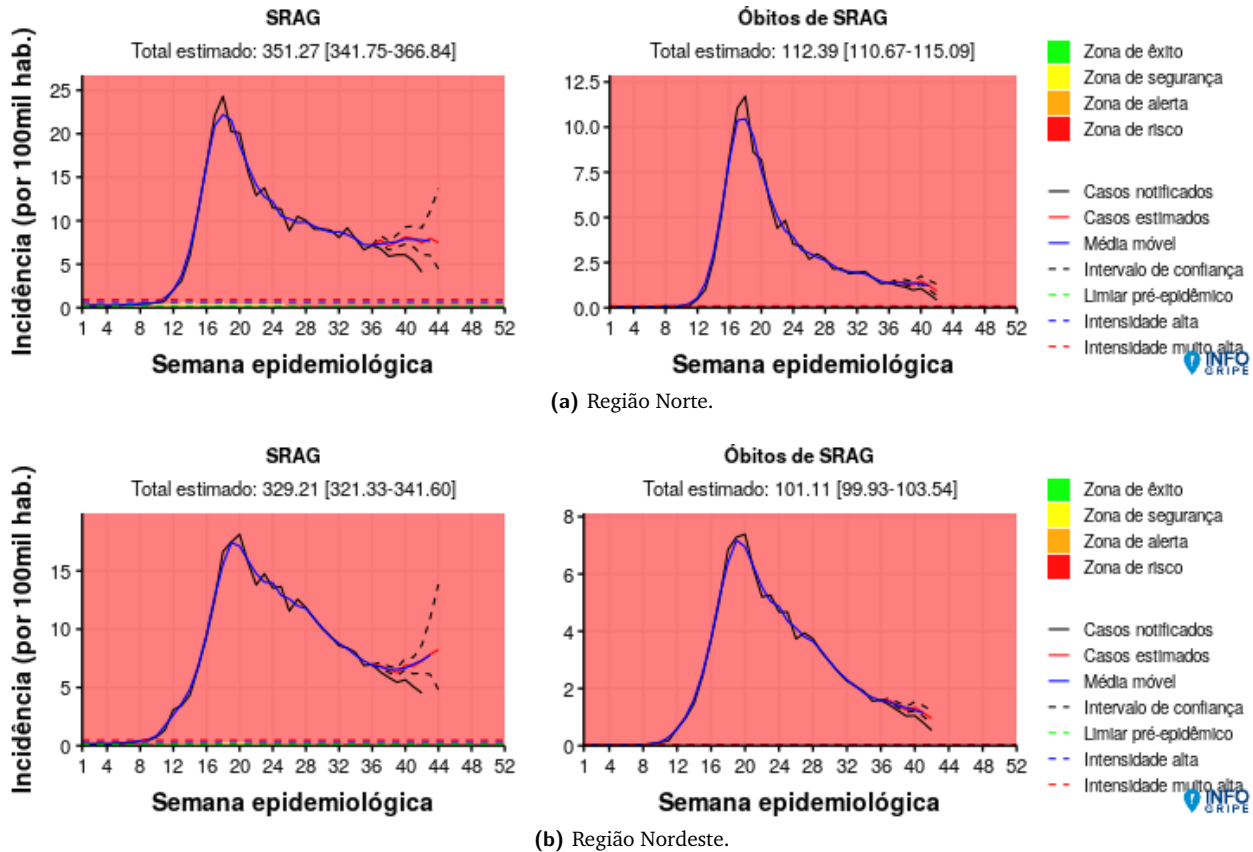 SRAG
Total estimado: 351.27 [341.75-366.84]
Incidência (por 100mil hab.)
25
20
15
10
5
0
1 4 8 12 16 20 24 28 32 36 40 44 48 52
Semana epidemiológica
Óbitos de SRAG
Total estimado: 112.39 [110.67-115.09]
12.5
10.0
7.5
5.0
2.5
0.0
1 4 8 12 16 20 24 28 32 36 40 44 48 52
Semana epidemiológica
Zona de êxito
Zona de segurança
Zona de alerta
Zona de risco
Casos notificados
Casos estimados
Média móvel
Intervalo de confiança
Limiar pré-epidêmico
Intensidade alta
Intensidade muito alta
INFO
GRIPE
(a) Região Norte.
SRAG
Total estimado: 329.21 [321.33-341.60]
Incidência (por 100mil hab.)
15
10
5
0
1 4 8 12 16 20 24 28 32 36 40 44 48 52
Semana epidemiológica
Óbitos de SRAG
Total estimado: 101.11 [99.93-103.54]
8
6
4
2
0
1 4 8 12 16 20 24 28 32 36 40 44 48 52
Semana epidemiológica
Zona de êxito
Zona de segurança
Zona de alerta
Zona de risco
Casos notificados
Casos estimados
Média móvel
Intervalo de confiança
Limiar pré-epidêmico
Intensidade alta
Intensidade muito alta
INFO
GRIPE
(b) Região Nordeste.